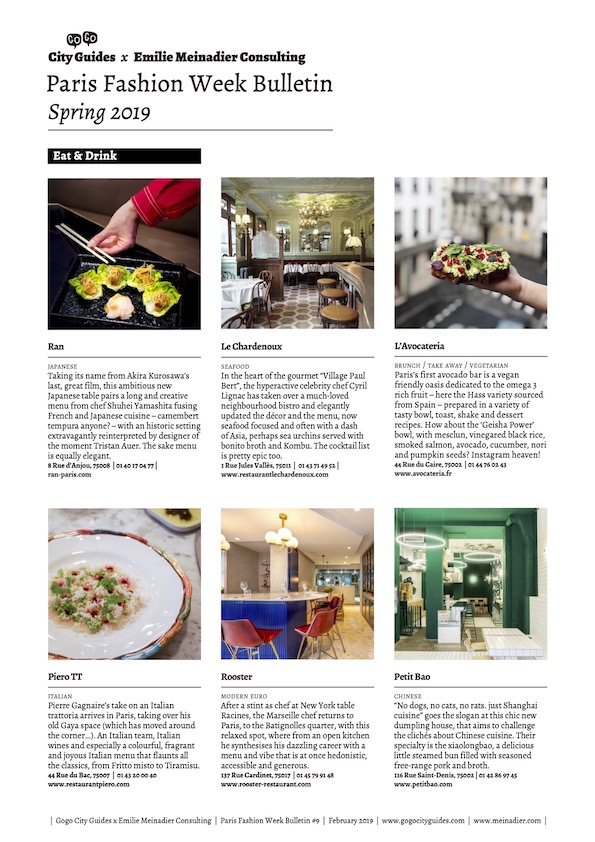 GO GO
City Guides x Emilie Meinadier Consulting
Paris Fashion Week Bulletin
Spring 2019
Eat & Drink
Ran
JAPANESE
Taking its name from Akira Kurosawa's
last, great film, this ambitious new
Japanese table pairs a long and creative
menu from chef Shuhei Yamashita fusing
French and Japanese cuisine – camembert
tempura anyone? – with an historic setting
extravagantly reinterpreted by designer of
the moment Tristan Auer. The sake menu
is equally elegant.
8 Rue d'Anjou, 75008 | 01 40 17 04 77 |
ran-paris.com
Le Chardenoux
SEAFOOD
In the heart of the gourmet "Village Paul
Bert", the hyperactive celebrity chef Cyril
Lignac has taken over a much-loved
neighbourhood bistro and elegantly
updated the décor and the menu, now
seafood focused and often with a dash
of Asia, perhaps sea urchins served with
bonito broth and Kombu. The cocktail list
is pretty epic too.
1 Rue Jules Vallès, 75011 | 01 43 71 49 52 |
www.restaurantlechardenoux.com
L'Avocateria
BRUNCH / TAKE AWAY / VEGETARIAN
Paris's first avocado bar is a vegan
friendly oasis dedicated to the omega 3
rich fruit – here the Hass variety sourced
from Spain – prepared in a variety of
tasty bowl, toast, shake and dessert
recipes. How about the 'Geisha Power'
bowl, with mesclun, vinegared black rice,
smoked salmon, avocado, cucumber, nori
and pumpkin seeds? Instagram heaven!
44 Rue du Caire, 75002 | 01 44 76 02 43
www.avocateria.fr
Piero TT
ITALIAN
Pierre Gagnaire's take on an Italian
trattoria arrives in Paris, taking over his
old Gaya space (which has moved around
the corner...). An Italian team, Italian
wines and especially a colourful, fragrant
and joyous Italian menu that flaunts all
the classics, from Fritto misto to Tiramisu.
44 Rue du Bac, 75007 | 01 43 20 00 40
www.restaurantpiero.com
Rooster
MODERN EURO
After a stint as chef at New York table
Racines, the Marseille chef returns to
Paris, to the Batignolles quarter, with this
relaxed spot, where from an open kitchen
he synthesises his dazzling career with a
menu and vibe that is at once hedonistic,
accessible and generous.
137 Rue Cardinet, 75017 | 01 45 79 91 48
www.rooster-restaurant.com
Petit Bao
CHINESE
"No dogs, no cats, no rats. just Shanghai
cuisine" goes the slogan at this chic new
dumpling house, that aims to challenge
the clichés about Chinese cuisine. Their
specialty is the xiaolongbao, a delicious
little steamed bun filled with seasoned
free-range pork and broth.
116 Rue Saint-Denis, 75002 | 01 42 86 97 45
www.petitbao.com
| Gogo City Guides x Emilie Meinadier Consulting | Paris Fashion Week Bulletin #9 | February 2019 | www.gogocityguides.com | www.meinadier.com |